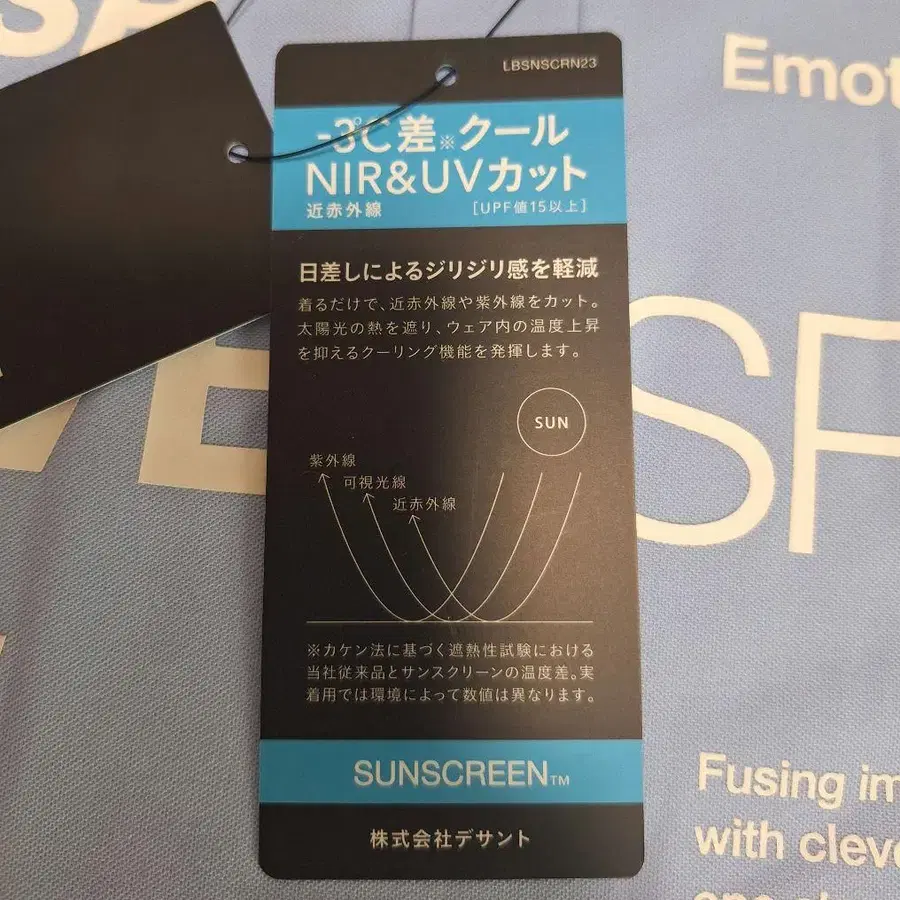 LBSNSCRN23
-3℃差※クール
NIR&UVカット
近赤外線 [UPF値15以上]
日差しによるジリジリ感を軽減
着るだけで、近赤外線や紫外線をカット。
太陽光の熱を遮り、ウェア内の温度上昇
を抑えるクーリング機能を発揮します。
SUN
紫外線
可視光線
近赤外線
※カケン法に基づく遮熱性試験における
当社従来品とサンスクリーンの温度差。実
着用では環境によって数値は異なります。
SUNSCREEN™
株式会社デサント
Emot
SP
Fusing im
with cleve